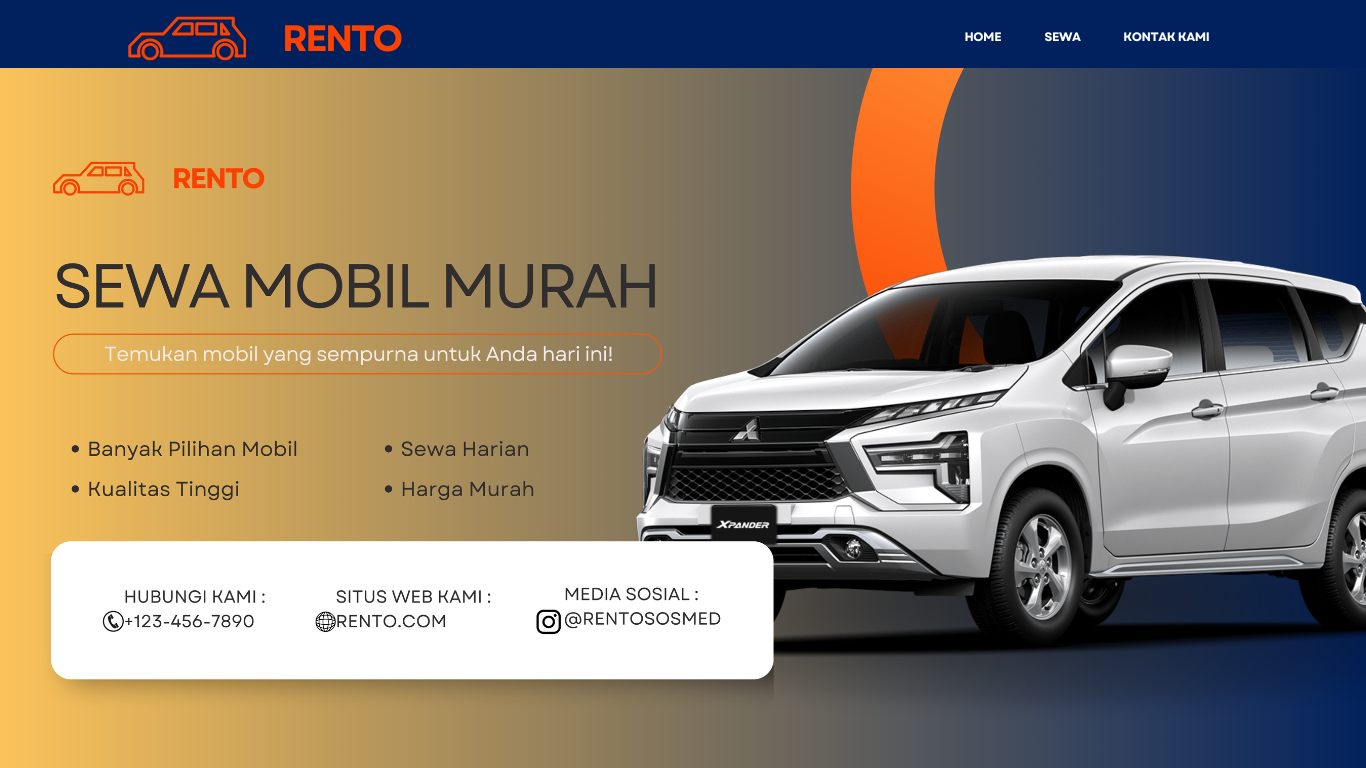 RENTO
HOME
SEWA
KONTAK KAMI
RENTO
SEWA MOBIL MURAH
Temukan mobil yang sempurna untuk Anda hari ini!
• Banyak Pilihan Mobil
• Kualitas Tinggi
• Sewa Harian
• Harga Murah
XPANDER
HUBUNGI KAMI :
+123-456-7890
SITUS WEB KAMI :
RENTO.COM
MEDIA SOSIAL :
@RENTOSOSMED